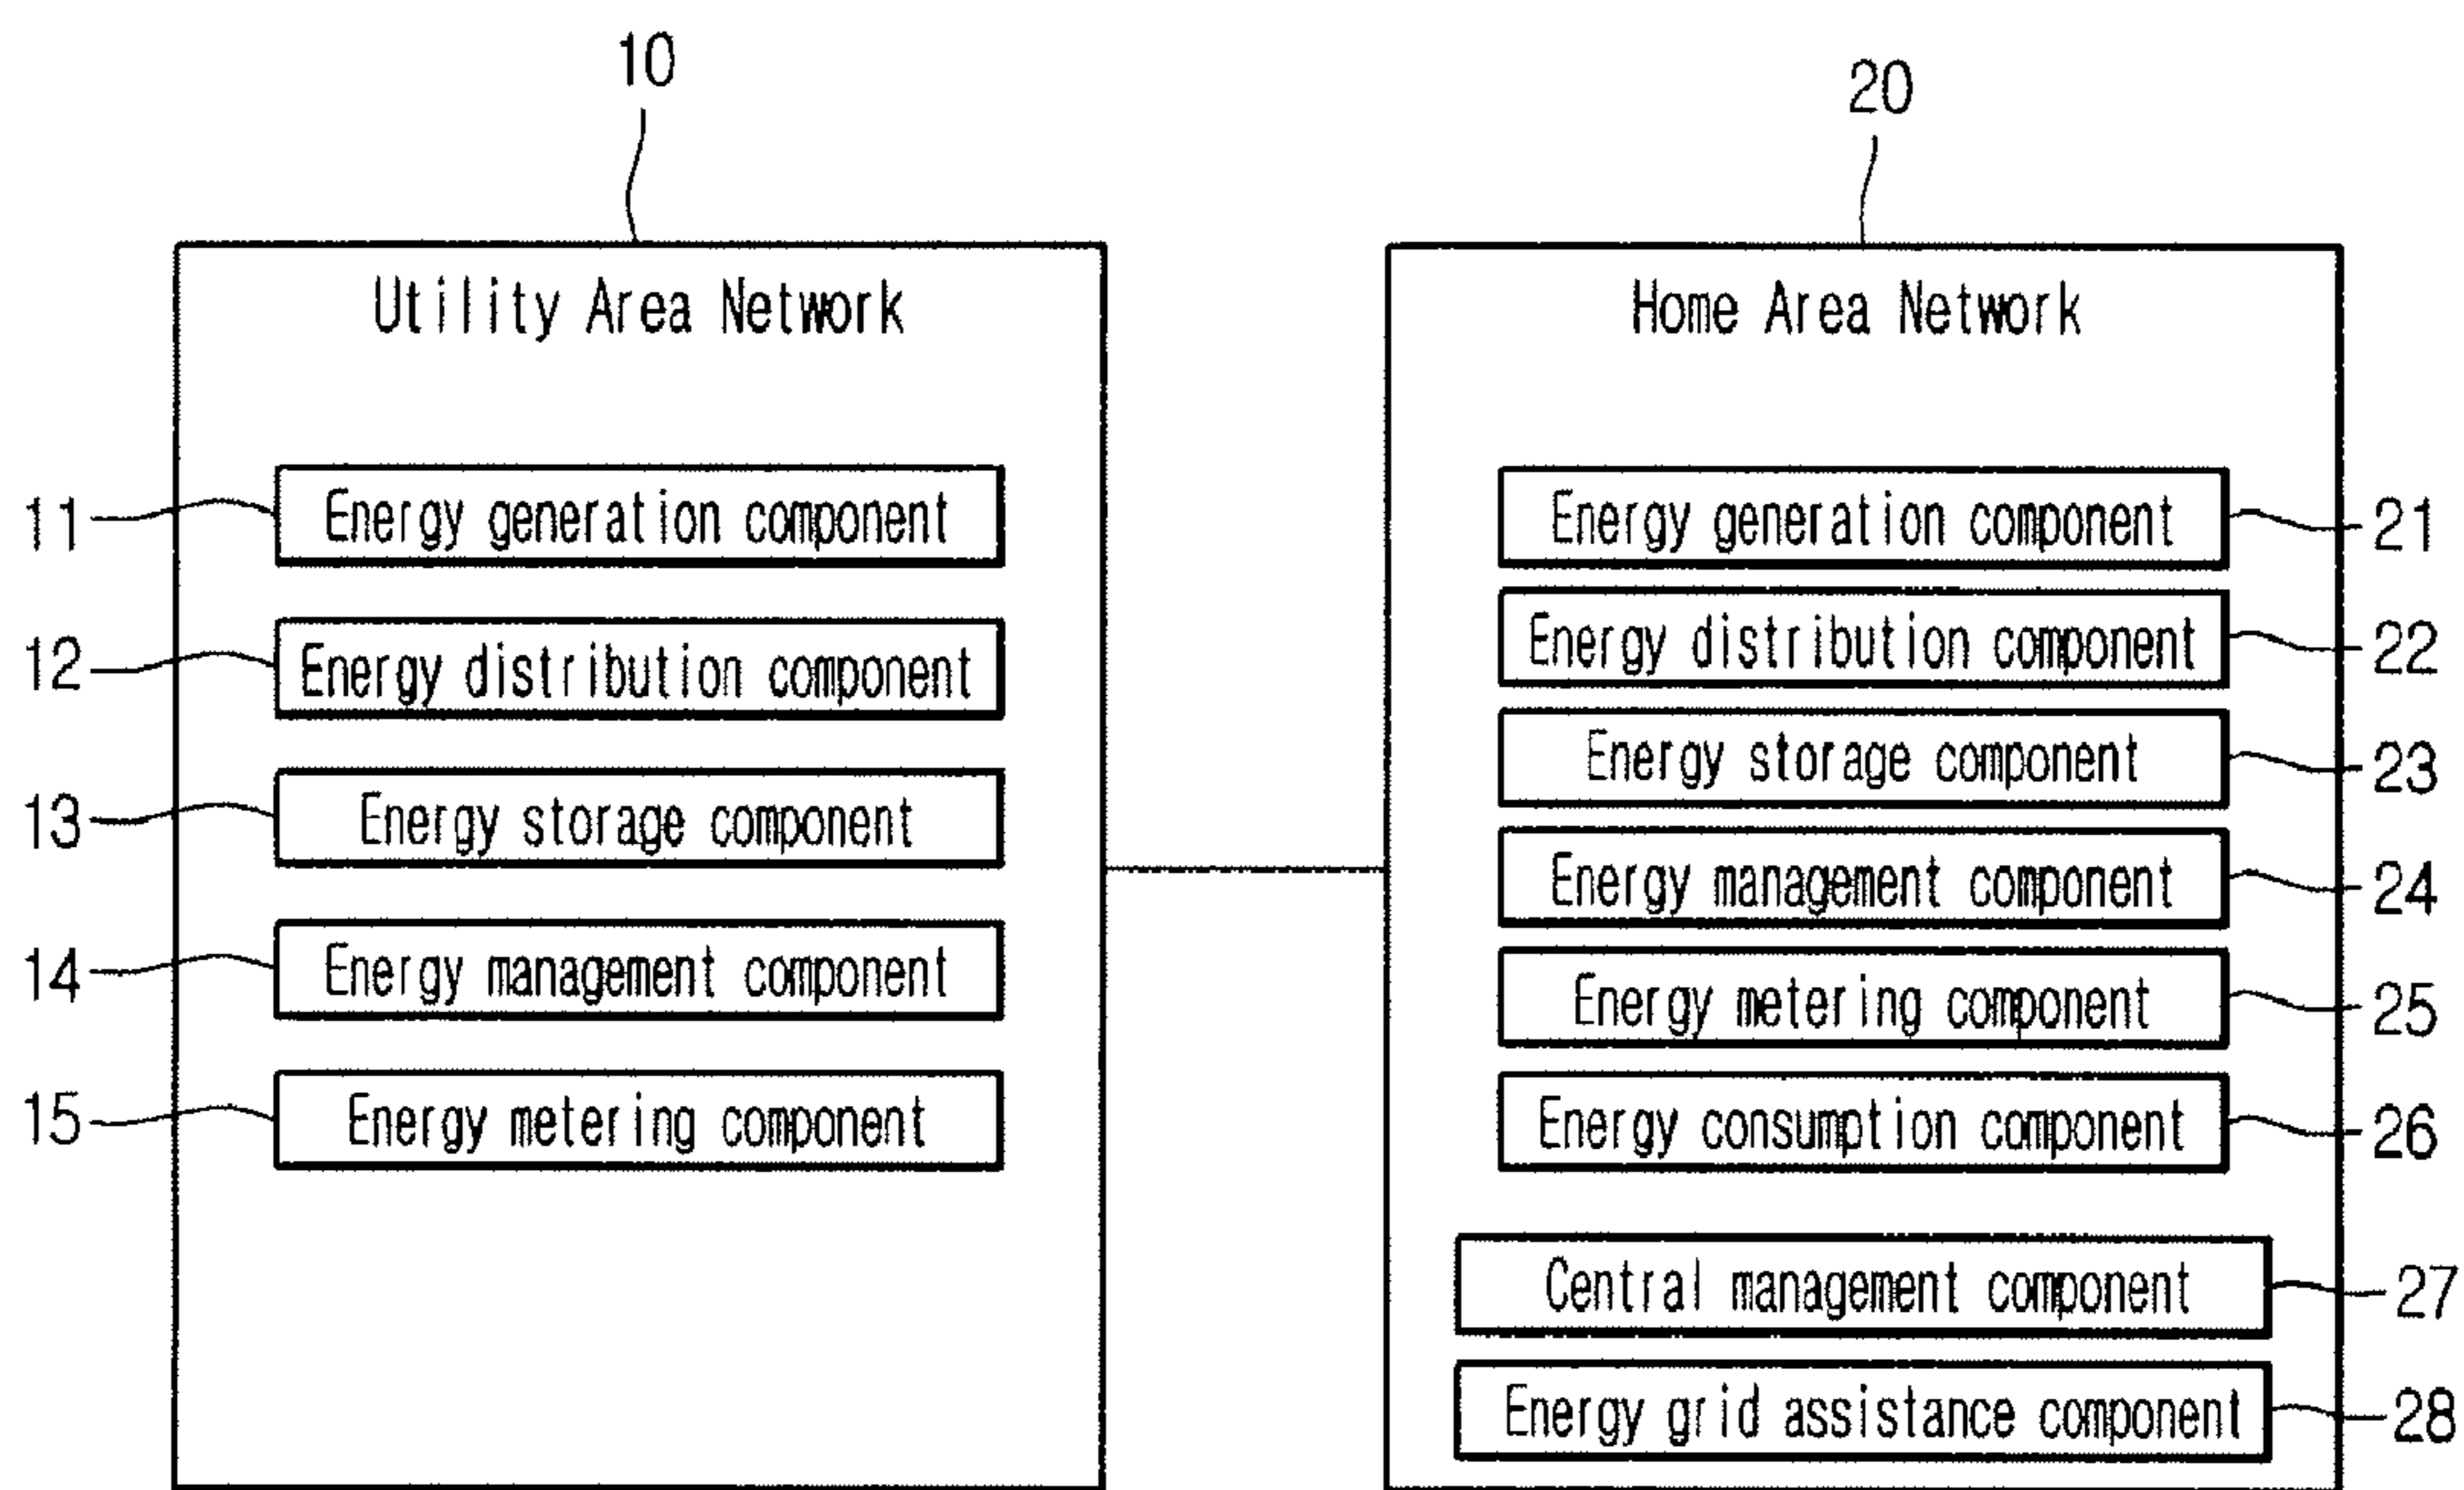 10
Utility Area Network
11
Energy generation component
12
Energy distribution component
13
Energy storage component
14
Energy management component
15
Energy metering component
20
Home Area Network
Energy generation component
21
Energy distribution component
22
Energy storage component
23
Energy management component
24
Energy metering component
25
Energy consumption component
26
Central management component
27
Energy grid assistance component
28